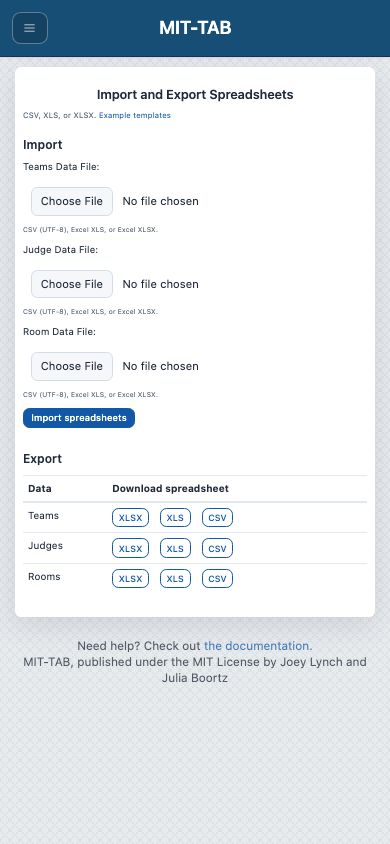 MIT-TAB
Import and Export Spreadsheets
CSV, XLS, or XLSX. Example templates
Import
Teams Data File:
Choose File No file chosen
CSV (UTF-8), Excel XLS, or Excel XLSX.
Judge Data File:
Choose File No file chosen
CSV (UTF-8), Excel XLS, or Excel XLSX.
Room Data File:
Choose File No file chosen
CSV (UTF-8), Excel XLS, or Excel XLSX.
Import spreadsheets
Export
Data Download spreadsheet
Teams XLSX XLS CSV
Judges XLSX XLS CSV
Rooms XLSX XLS CSV
Need help? Check out the documentation.
MIT-TAB, published under the MIT License by Joey Lynch and
Julia Boortz